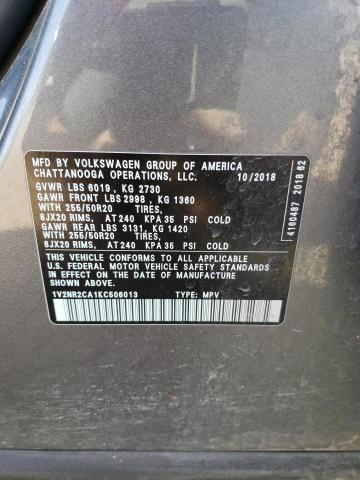 MFD BY VOLKSWAGEN GROUP OF AMERICA
CHATTANOOGA OPERATIONS, LLC. 10/2018
GVWR LBS 6019 , KG 2730
GAWR FRONT LBS 2998 , KG 1360
WITH 255/50R20 TIRES,
8JX20 RIMS, AT 240 KPA 35 PSI COLD
GAWR REAR LBS 3131, KG 1420
WITH 255/50R20 TIRES,
8JX20 RIMS, AT 240 KPA 35 PSI COLD
THIS VEHICLE CONFORMS TO ALL APPLICABLE
U.S. FEDERAL MOTOR VEHICLE SAFETY STANDARDS
IN EFFECT ON THE DATE OF MANUFACTURE
SHOWN ABOVE.
1V2NR2CA1KC506013 TYPE: MPV
4160487 2018 62